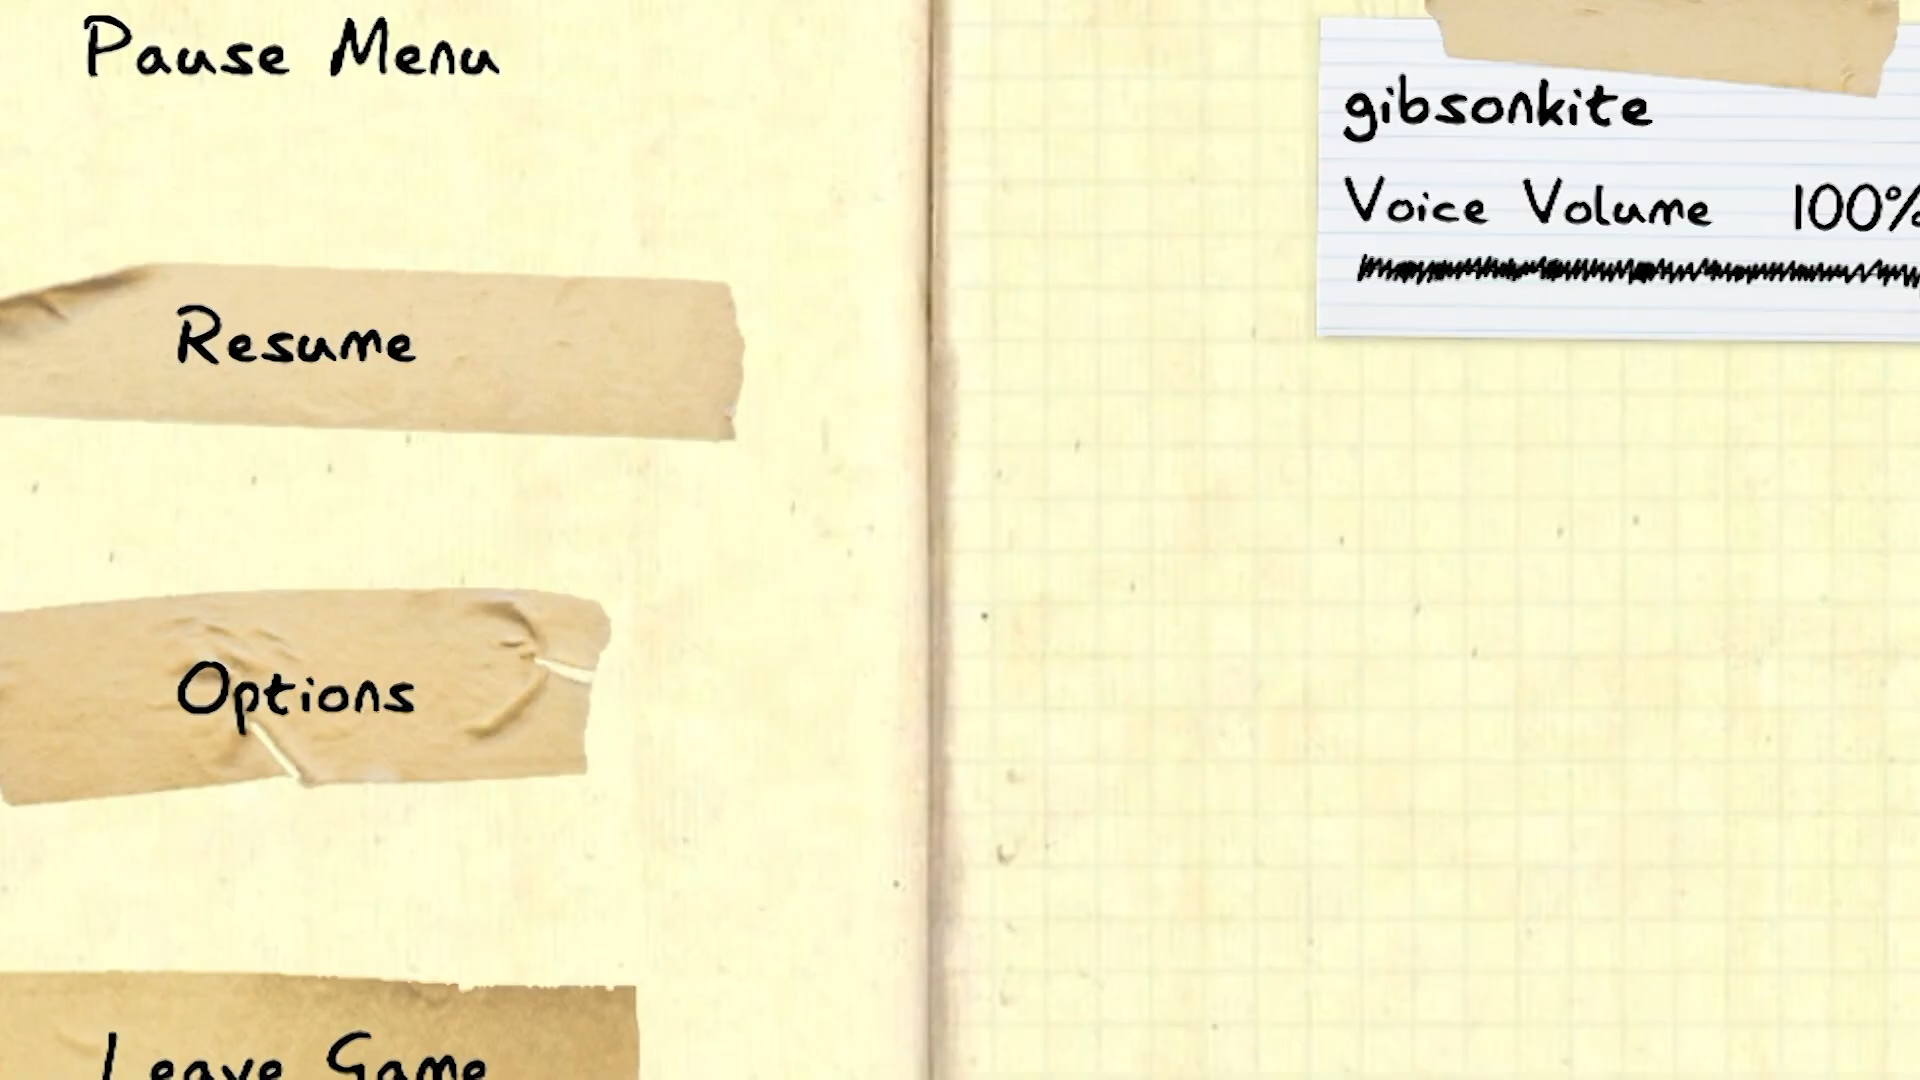 Pause Menu
Resume
Options
Leave Game
gibsonkite
Voice Volume 100%